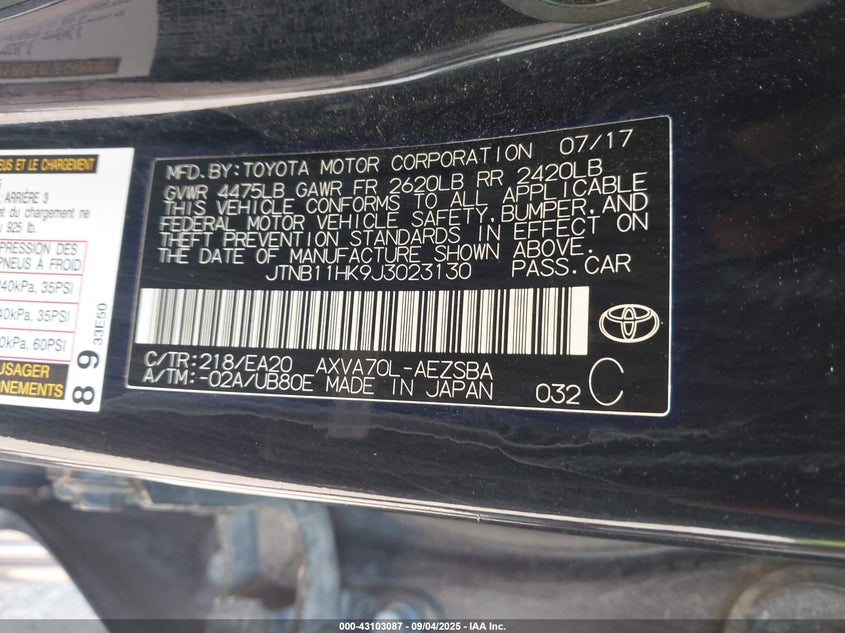 EUS ET LE CHARGEMENT
: ARRIÈRE 3
et du chargement ne
925 lb.
PRESSION DES
PNEUS À FROID
240kPa, 35PSI
40kPa, 35PSI
0kPa, 60PSI
USAGER
NEMENTS
89
33E50
MFD.BY:TOYOTA MOTOR CORPORATION 07/17
GVWR 4475LB GAWR FR 2620LB RR 2420LB
THIS VEHICLE CONFORMS TO ALL APPLICABLE
FEDERAL MOTOR VEHICLE SAFETY,BUMPER,AND
THEFT PREVENTION STANDARDS IN EFFECT ON
THE DATE OF MANUFACTURE SHOWN ABOVE.
JTNB11HK9J3023130 PASS.CAR
C/TR:218/EA20 AXVA70L-AEZSBA
A/TM:-02A/UB80E MADE IN JAPAN 032 C
000-43103087 - 09/04/2025 - IAA Inc.